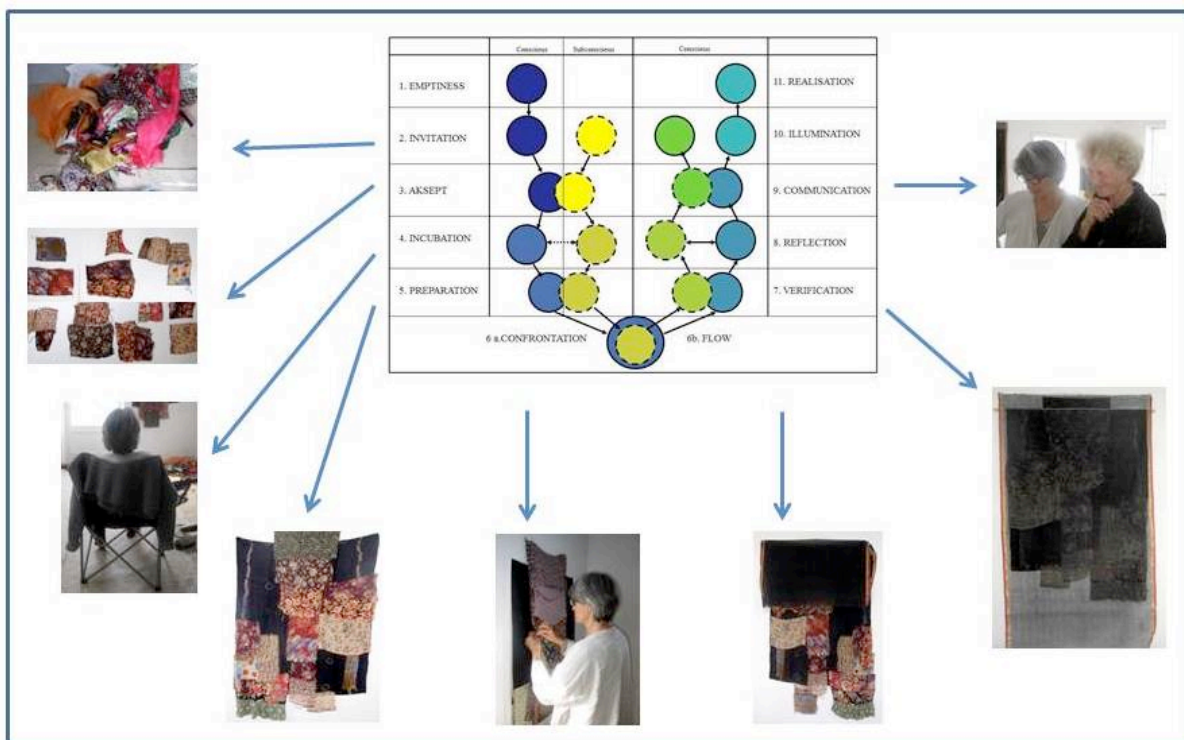 Conscious Subconscious Conscious
1. EMPTINESS 11. REALISATION
2. INVITATION 10. ILLUMINATION
3. AKSEPT 9. COMMUNICATION
4. INCUBATION 8. REFLECTION
5. PREPARATION 7. VERIFICATION
6 a.CONFRONTATION 6b. FLOW